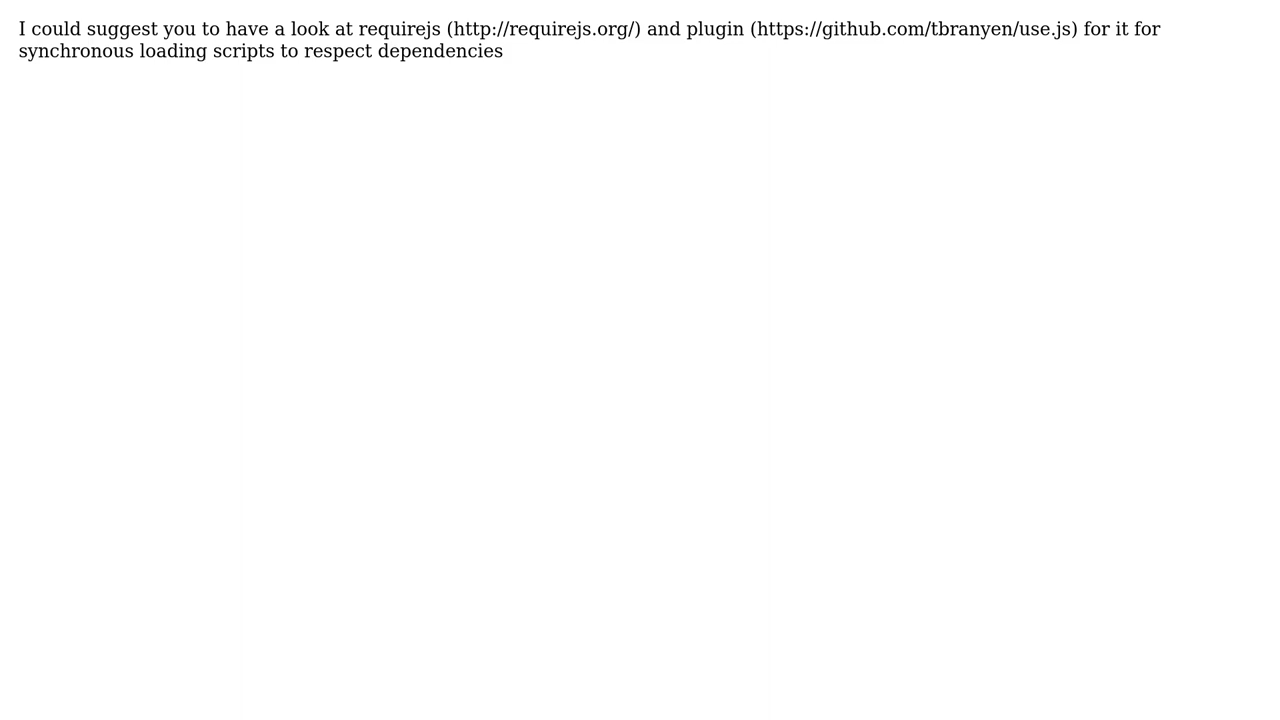 I could suggest you to have a look at requirejs (http://requirejs.org/) and plugin (https://github.com/tbranyen/use.js) for it for
synchronous loading scripts to respect dependencies